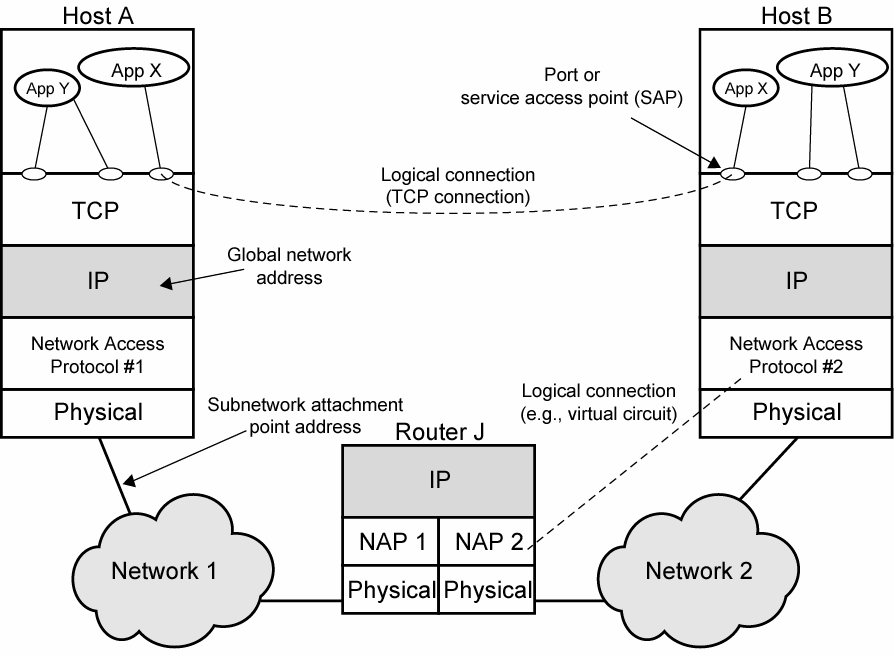 Host A
Host B
App Y
App X
App X
App Y
Port or
service access point (SAP)
Logical connection
(TCP connection)
TCP
TCP
Global network
address
IP
IP
Network Access
Protocol #1
Network Access
Protocol #2
Logical connection
(e.g., virtual circuit)
Physical
Physical
Subnetwork attachment
point address
Router J
IP
NAP 1
NAP 2
Physical
Physical
Network 1
Network 2